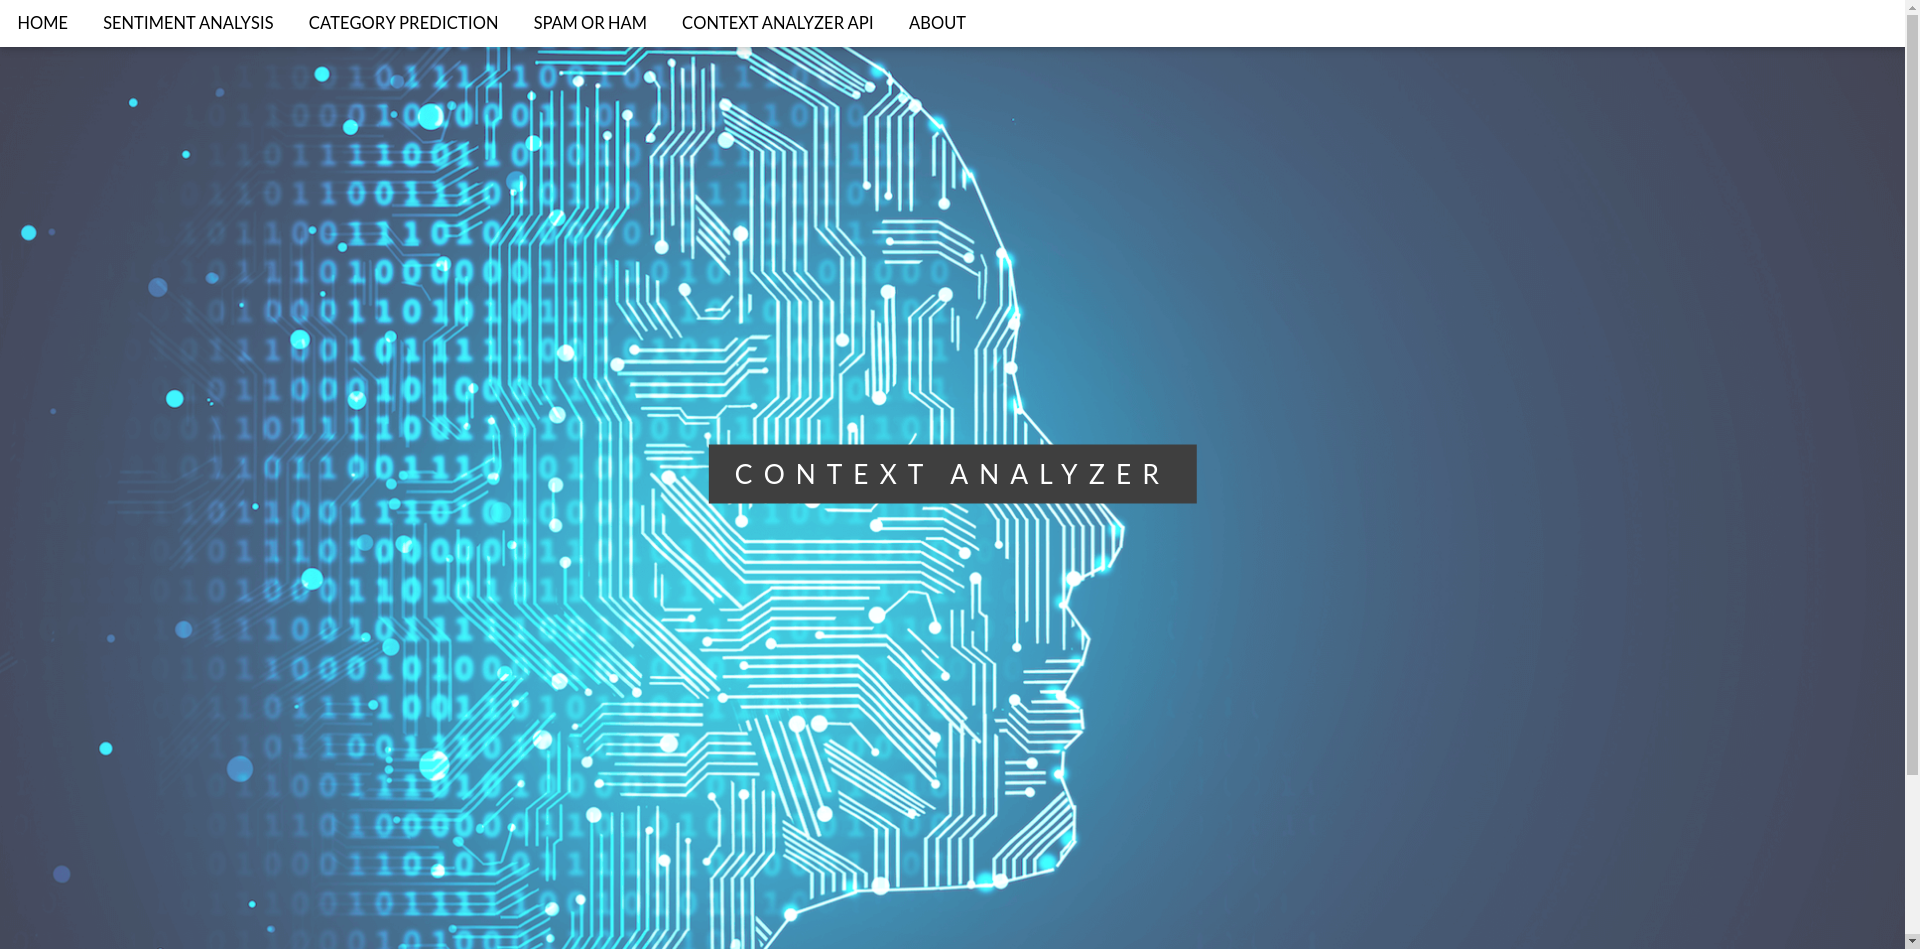 HOME SENTIMENT ANALYSIS CATEGORY PREDICTION SPAM OR HAM CONTEXT ANALYZER API ABOUT
CONTEXT ANALYZER